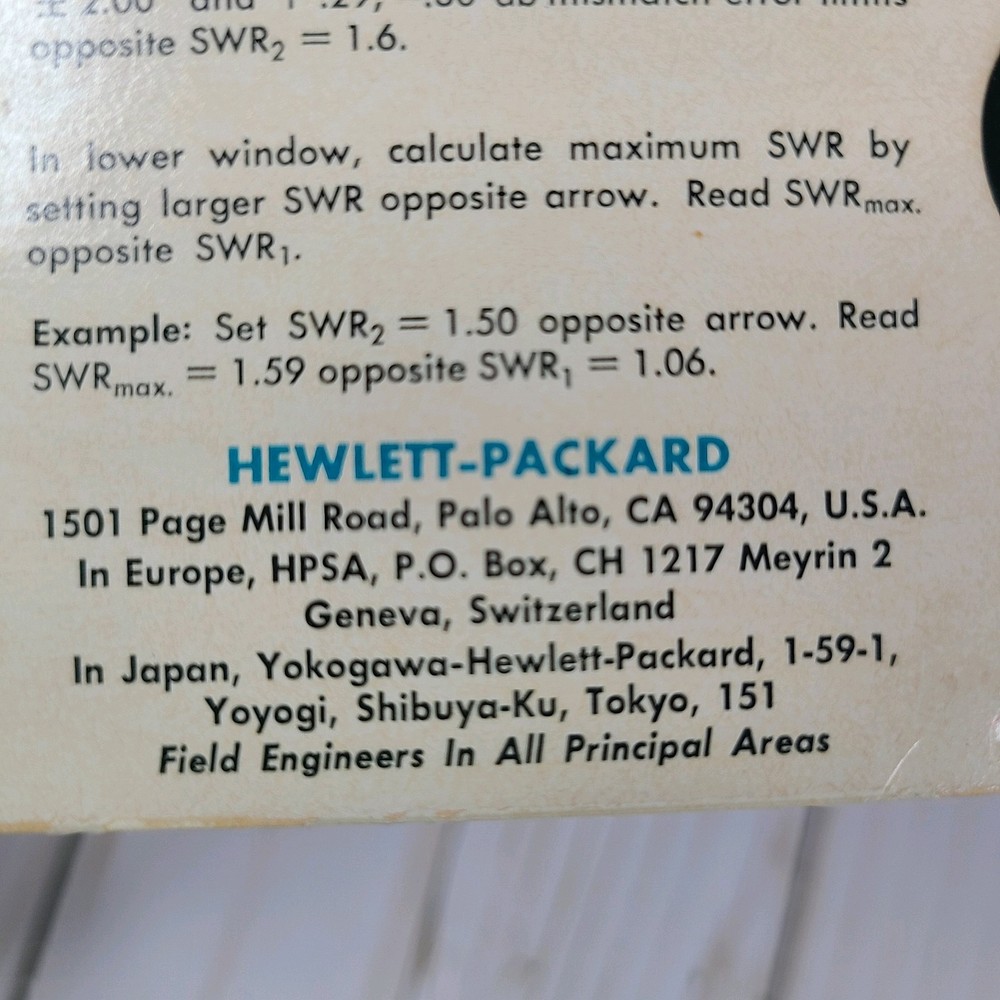 ± 2.00 and
opposite SWR₂ = 1.6.
In lower window, calculate maximum SWR by
setting larger SWR opposite arrow. Read SWRmax.
opposite SWR₁.
Example: Set SWR₂ = 1.50 opposite arrow. Read
SWRmax. = 1.59 opposite SWR₁ = 1.06.
HEWLETT-PACKARD
1501 Page Mill Road, Palo Alto, CA 94304, U.S.A.
In Europe, HPSA, P.O. Box, CH 1217 Meyrin 2
Geneva, Switzerland
In Japan, Yokogawa-Hewlett-Packard, 1-59-1,
Yoyogi, Shibuya-Ku, Tokyo, 151
Field Engineers In All Principal Areas